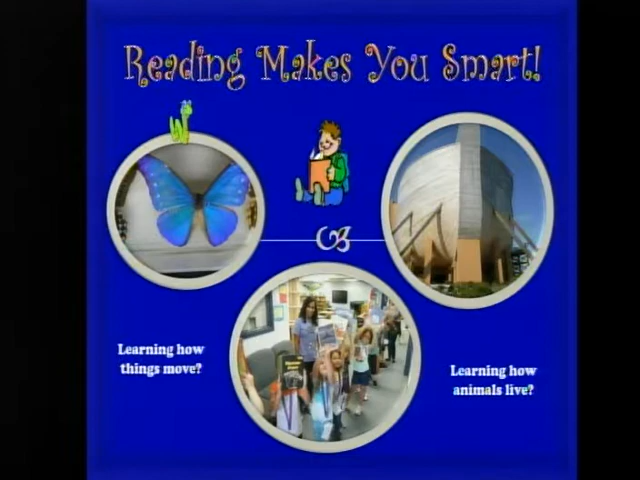 Reading Makes You Smart!
Learning how
things move?
Learning how
animals live?